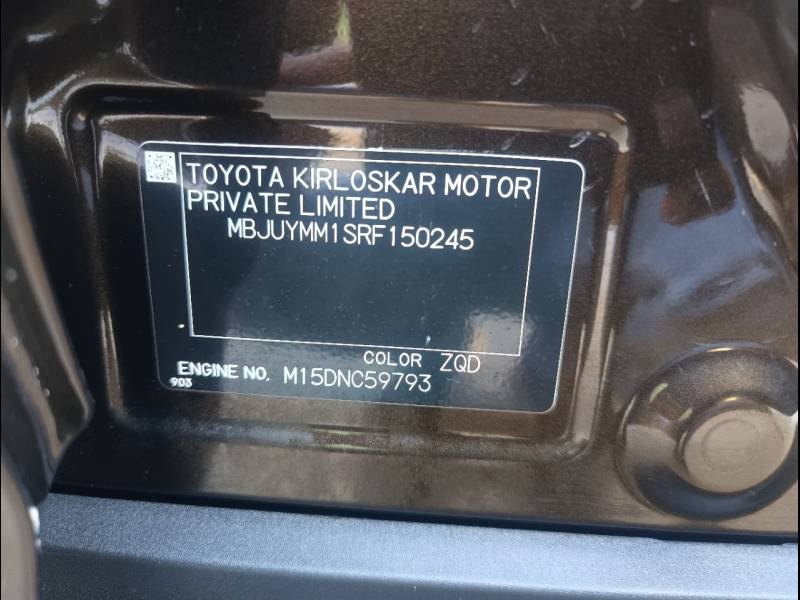 TOYOTA KIRLOSKAR MOTOR
PRIVATE LIMITED
MBJUYMM1SRF150245
COLOR ZQD
ENGINE NO. M15DNC59793
903